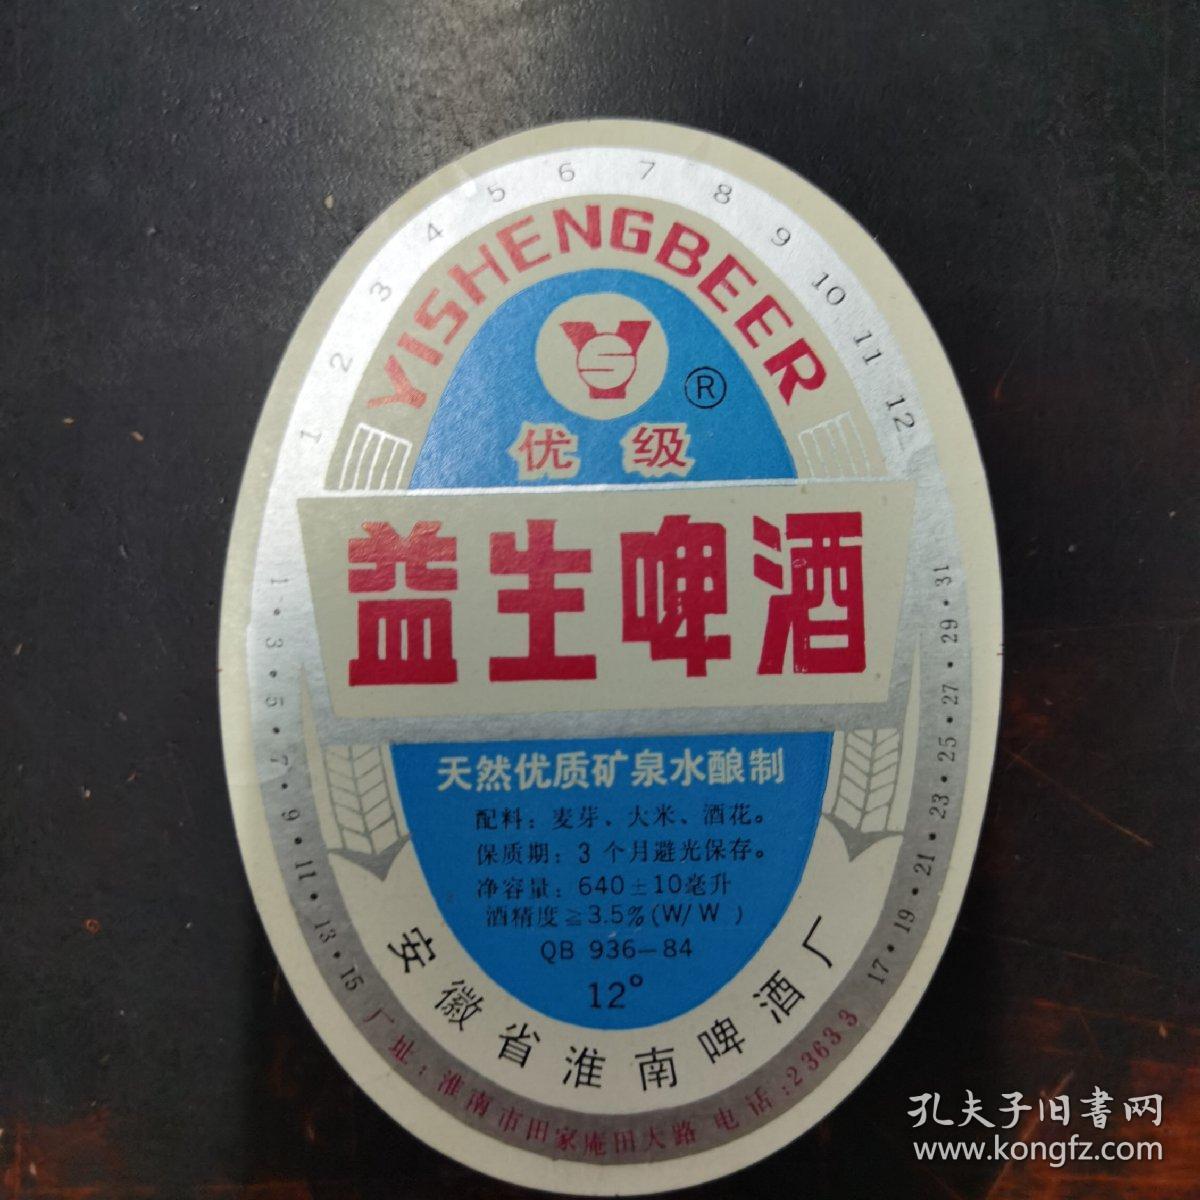 1 2 3 4 5 6 7 8 9 10 11 12
YISHENGBEER
YS
®
优级
益生啤酒
天然优质矿泉水酿制
配料：麦芽、大米、酒花。
保质期：3个月避光保存。
净容量：640±10毫升
酒精度≧3.5%(W/W )
QB 936—84
12°
安徽省淮南啤酒厂
1·3·5·7·9·11·13·15
17·19·21·23·25·27·29·31
厂址：淮南市田家庵田大路 电话：23633
孔夫子旧書网
www.kongfz.com